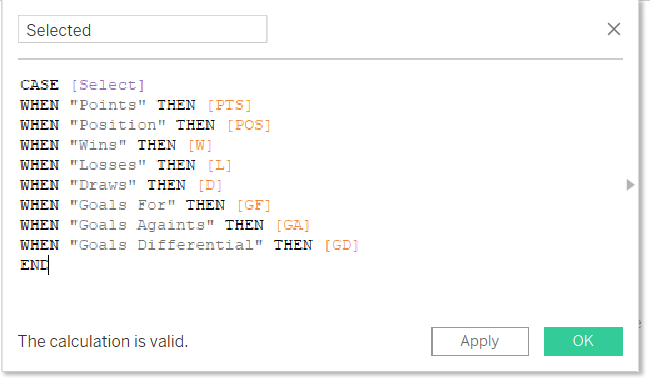 Selected
CASE [Select]
WHEN "Points" THEN [PTS]
WHEN "Position" THEN [POS]
WHEN "Wins" THEN [W]
WHEN "Losses" THEN [L]
WHEN "Draws" THEN [D]
WHEN "Goals For" THEN [GF]
WHEN "Goals Againts" THEN [GA]
WHEN "Goals Differential" THEN [GD]
END
The calculation is valid.
Apply
OK